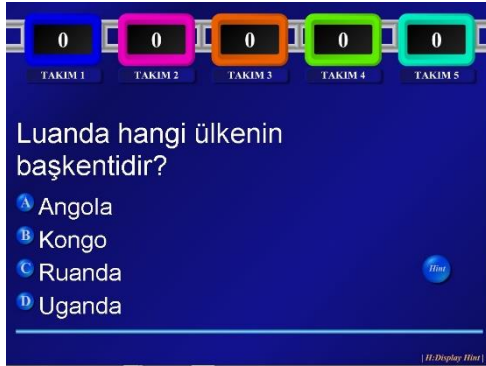 0 0 0 0 0
TAKIM 1 TAKIM 2 TAKIM 3 TAKIM 4 TAKIM 5
Luanda hangi ülkenin
başkentidir?
A Angola
B Kongo
C Ruanda
D Uganda
Hint
| H:Display Hint |